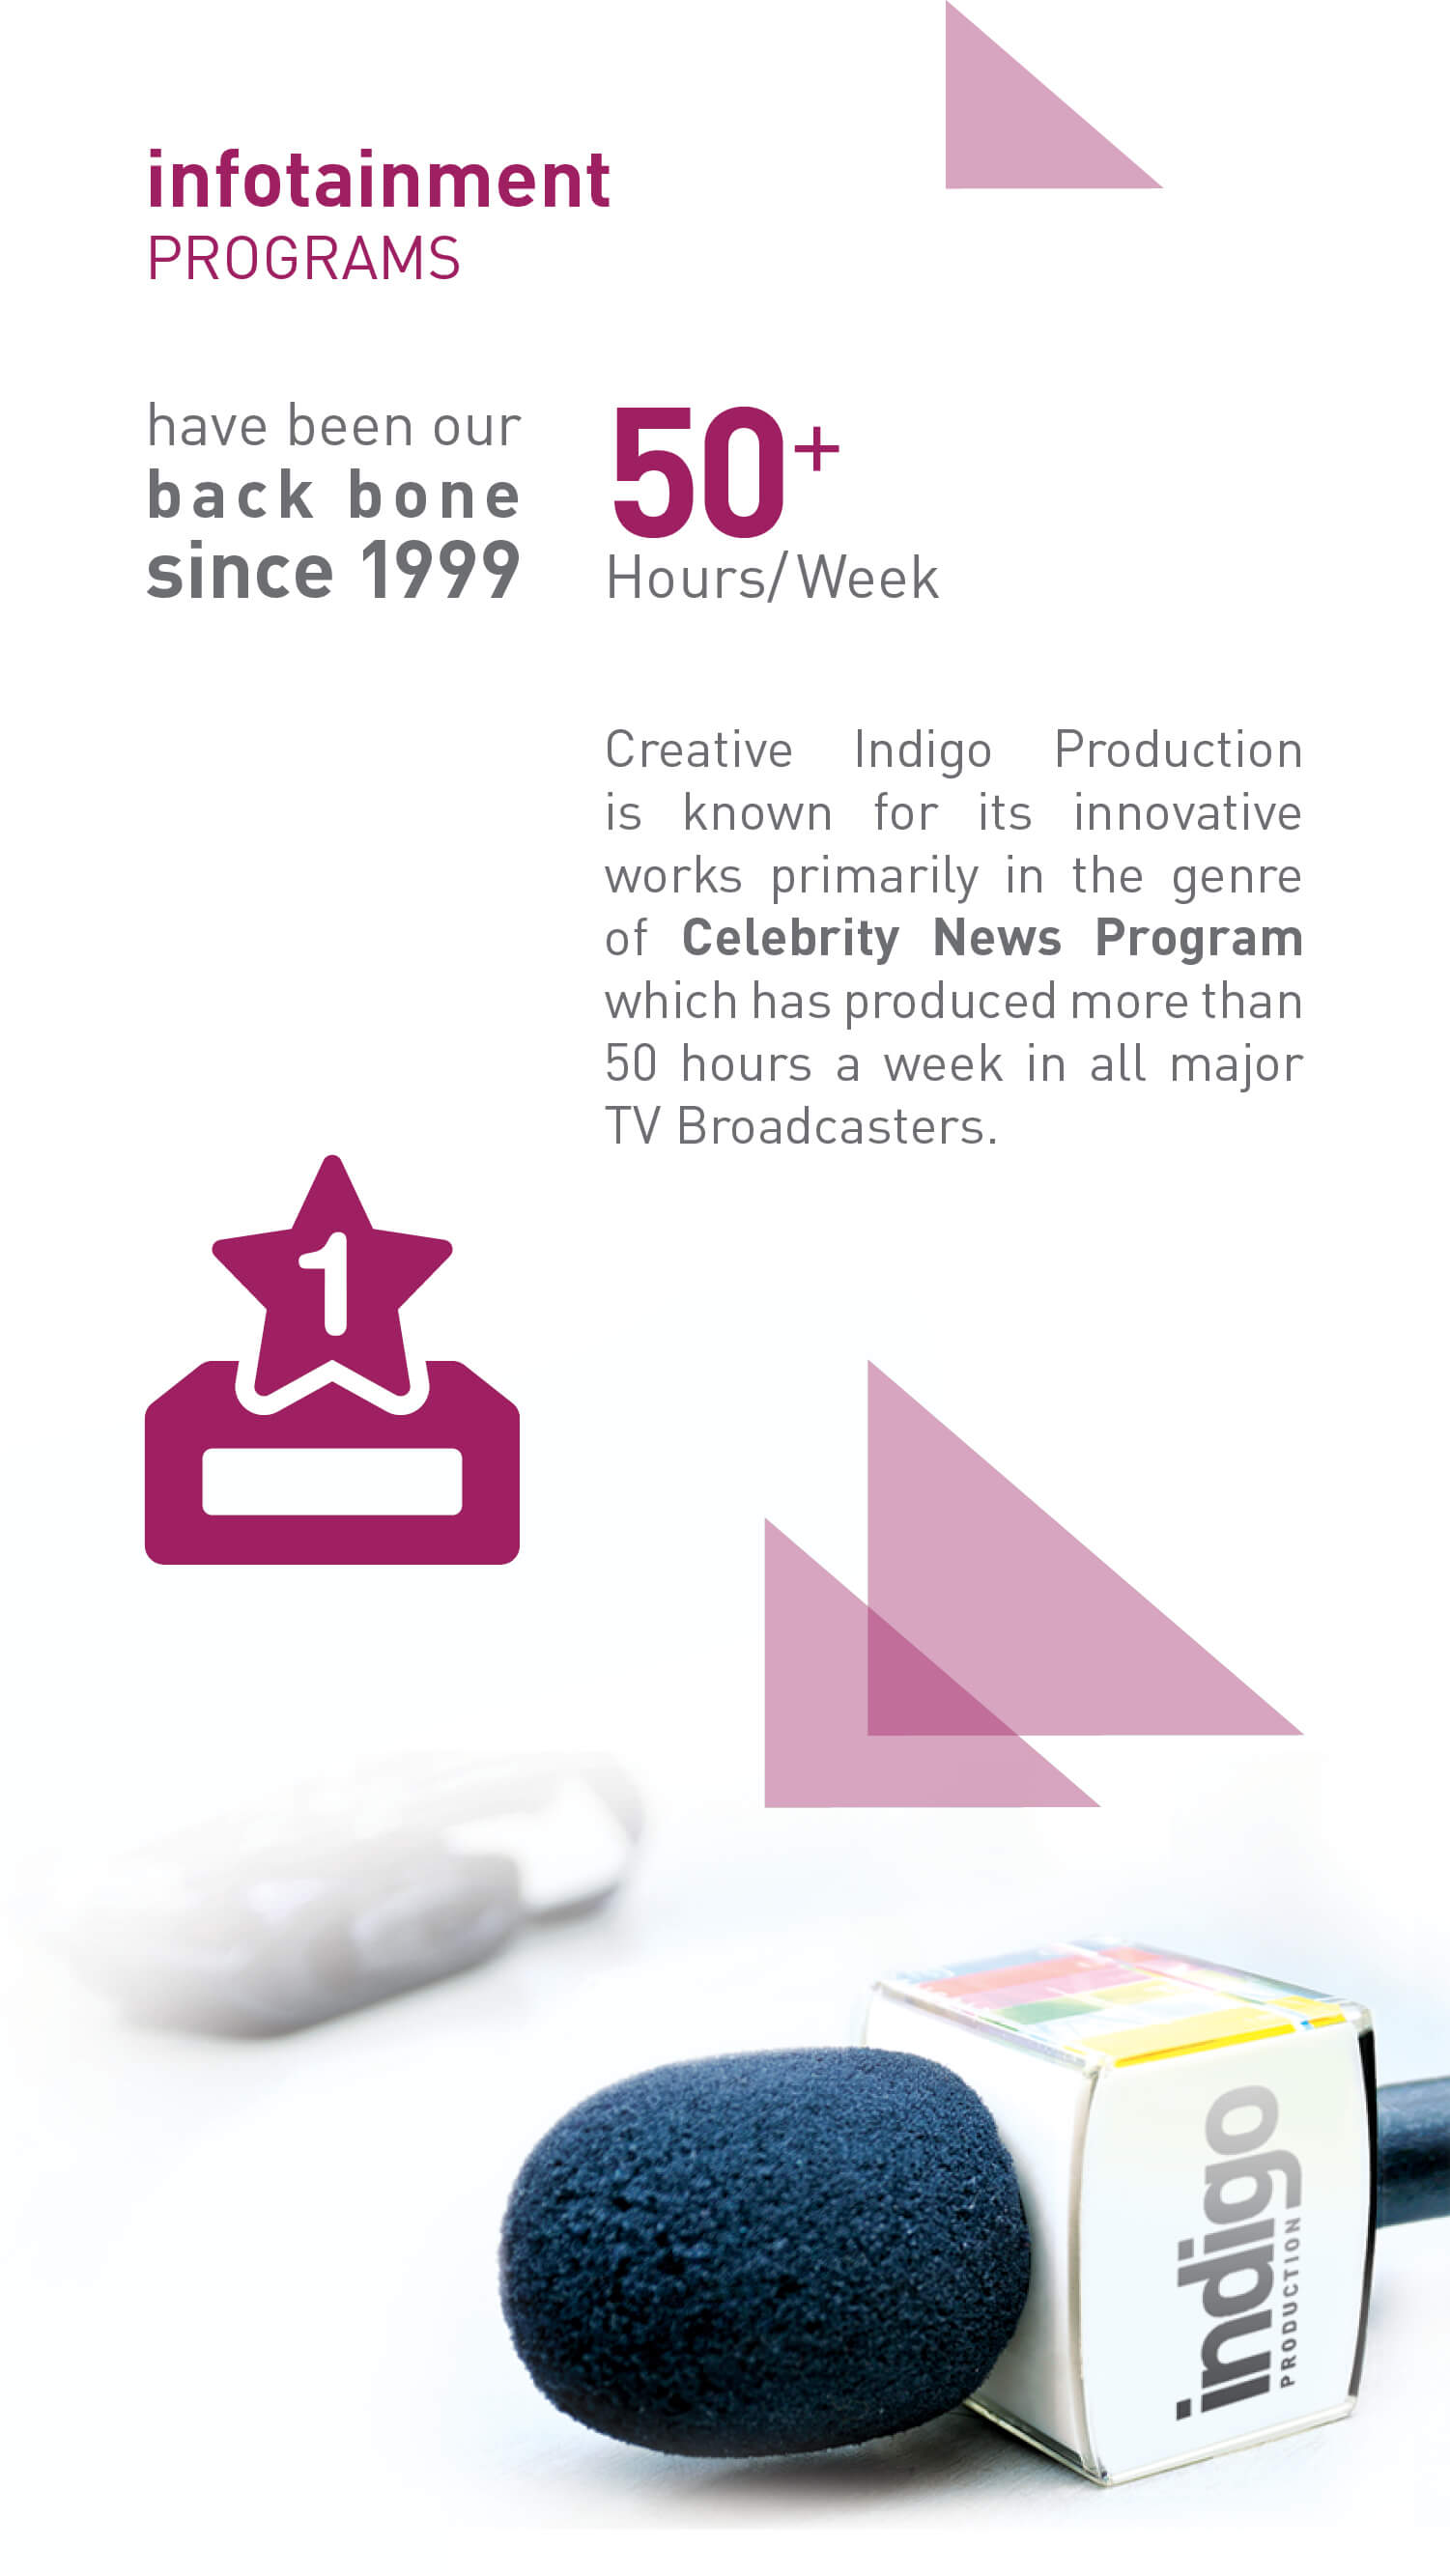 infotainment
PROGRAMS
have been our
back bone
since 1999
50+
Hours/Week
Creative Indigo Production
is known for its innovative
works primarily in the genre
of Celebrity News Program
which has produced more than
50 hours a week in all major
TV Broadcasters.
1
indigo
PRODUCTION